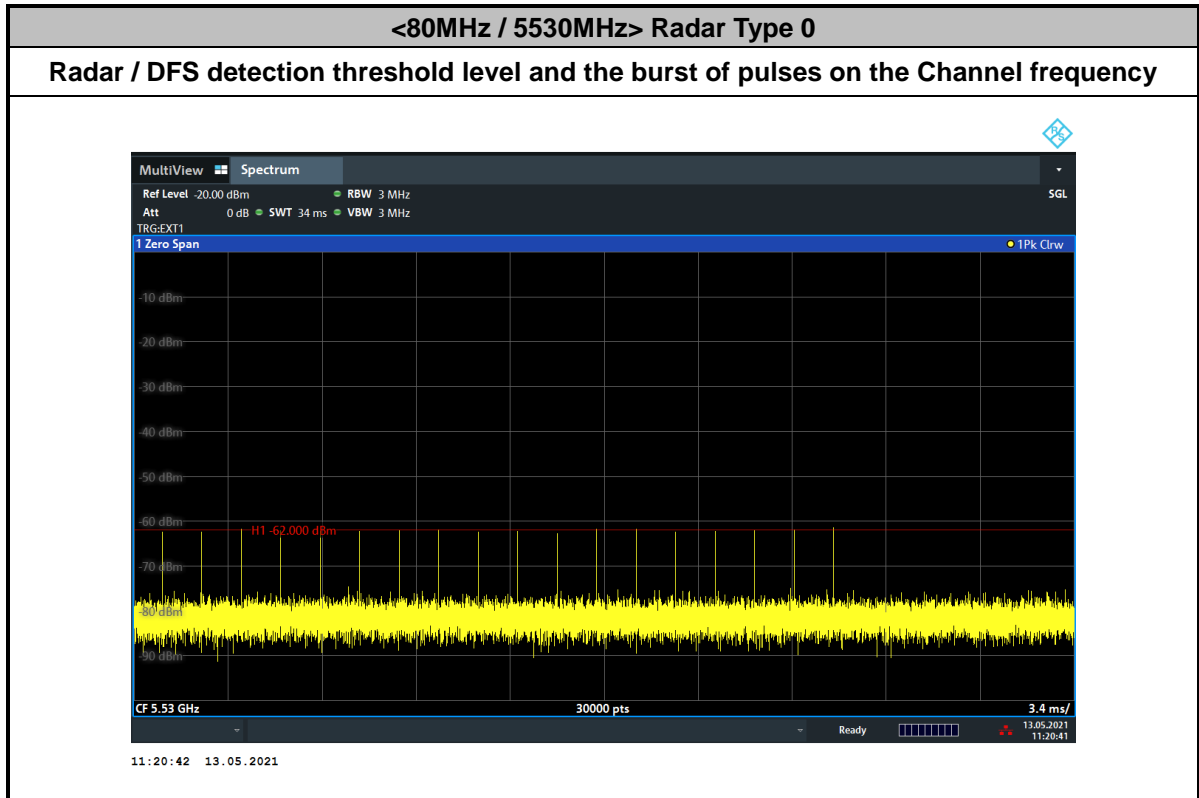 <80MHz / 5530MHz> Radar Type 0
Radar / DFS detection threshold level and the burst of pulses on the Channel frequency
R S
MultiView Spectrum
Ref Level -20.00 dBm RBW 3 MHz SGL
Att 0 dB SWT 34 ms VBW 3 MHz
TRG:EXT1
1 Zero Span 1Pk Clrw
-10 dBm
-20 dBm
-30 dBm
-40 dBm
-50 dBm
-60 dBm
H1 -62.000 dBm
-70 dBm
-80 dBm
-90 dBm
CF 5.53 GHz 30000 pts 3.4 ms/
Ready 13.05.2021
11:20:41
11:20:42 13.05.2021